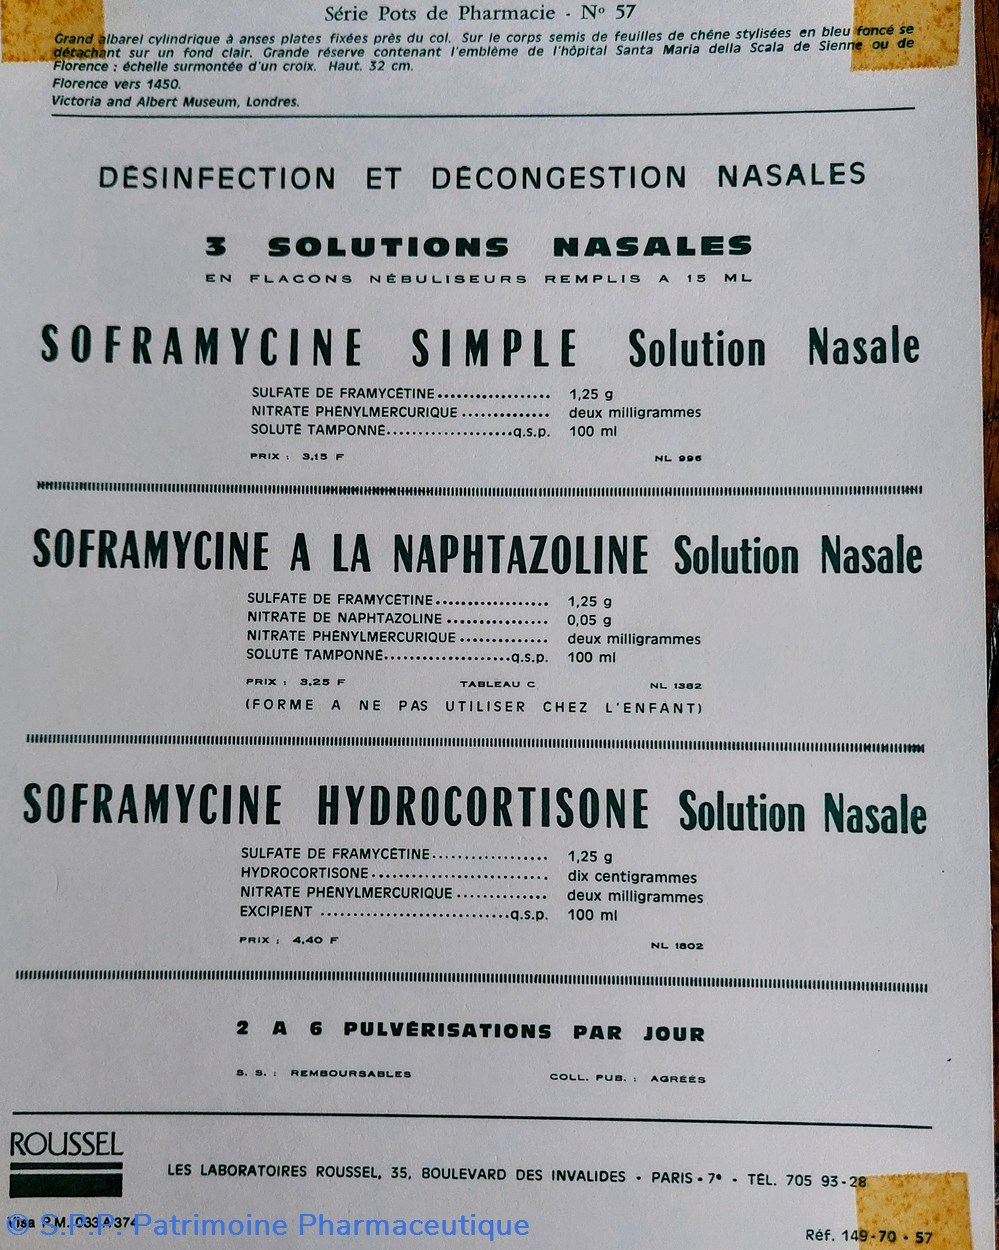 Série Pots de Pharmacie - Nº 57
Grand albarel cylindrique à anses plates fixées près du col. Sur le corps semis de feuilles de chêne stylisées en bleu foncé se
détachant sur un fond clair. Grande réserve contenant l'emblème de l'hôpital Santa Maria della Scala de Sienne ou de
Florence : échelle surmontée d'un croix. Haut. 32 cm.
Florence vers 1450.
Victoria and Albert Museum, Londres.
DÉSINFECTION ET DÉCONGESTION NASALES
3 SOLUTIONS NASALES
EN FLACONS NÉBULISEURS REMPLIS A 15 ML
SOFRAMYCINE SIMPLE Solution Nasale
SULFATE DE FRAMYCÉTINE.................. 1,25 g
NITRATE PHÉNYLMERCURIQUE .............. deux milligrammes
SOLUTÉ TAMPONNÉ....................q.s.p. 100 ml
PRIX : 3,15 F NL 996
SOFRAMYCINE A LA NAPHTAZOLINE Solution Nasale
SULFATE DE FRAMYCÉTINE.................. 1,25 g
NITRATE DE NAPHTAZOLINE ................ 0,05 g
NITRATE PHÉNYLMERCURIQUE .............. deux milligrammes
SOLUTÉ TAMPONNÉ....................q.s.p. 100 ml
PRIX : 3,25 F TABLEAU C NL 1382
(FORME A NE PAS UTILISER CHEZ L'ENFANT)
SOFRAMYCINE HYDROCORTISONE Solution Nasale
SULFATE DE FRAMYCÉTINE.................. 1,25 g
HYDROCORTISONE ............................ dix centigrammes
NITRATE PHÉNYLMERCURIQUE .............. deux milligrammes
EXCIPIENT ..............................q.s.p. 100 ml
PRIX : 4,40 F NL 1802
2 A 6 PULVÉRISATIONS PAR JOUR
S. S. : REMBOURSABLES COLL. PUB. : AGRÉÉS
ROUSSEL
LES LABORATOIRES ROUSSEL, 35, BOULEVARD DES INVALIDES - PARIS - 7e - TÉL. 705 93-28
Visa P.M. 033 A 374
© S.P.P. Patrimoine Pharmaceutique
Réf. 149-70 - 57